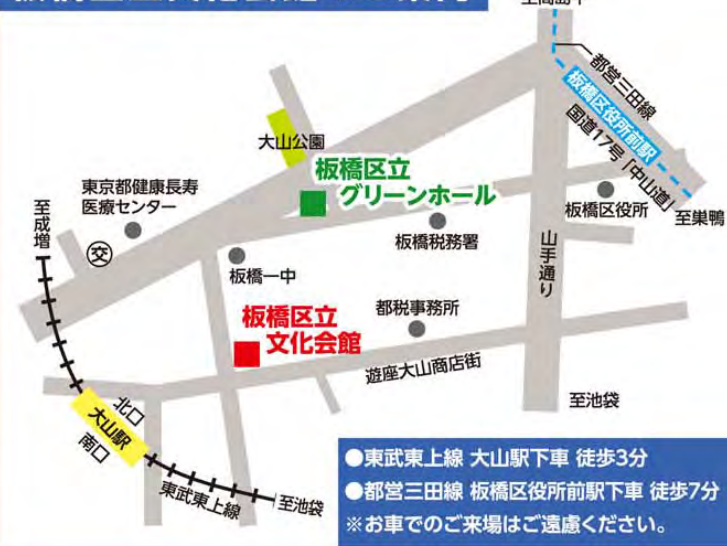 都営三田線
板橋区役所前駅
国道17号「中山道」
大山公園
板橋区立
グリーンホール
東京都健康長寿
医療センター
板橋区役所
至巣鴨
至成増
交
板橋税務署
板橋一中
山手通り
都税事務所
板橋区立
文化会館
遊座大山商店街
至池袋
北口
大山駅
南口
東武東上線
至池袋
●東武東上線 大山駅下車 徒歩3分
●都営三田線 板橋区役所前駅下車 徒歩7分
※お車でのご来場はご遠慮ください。